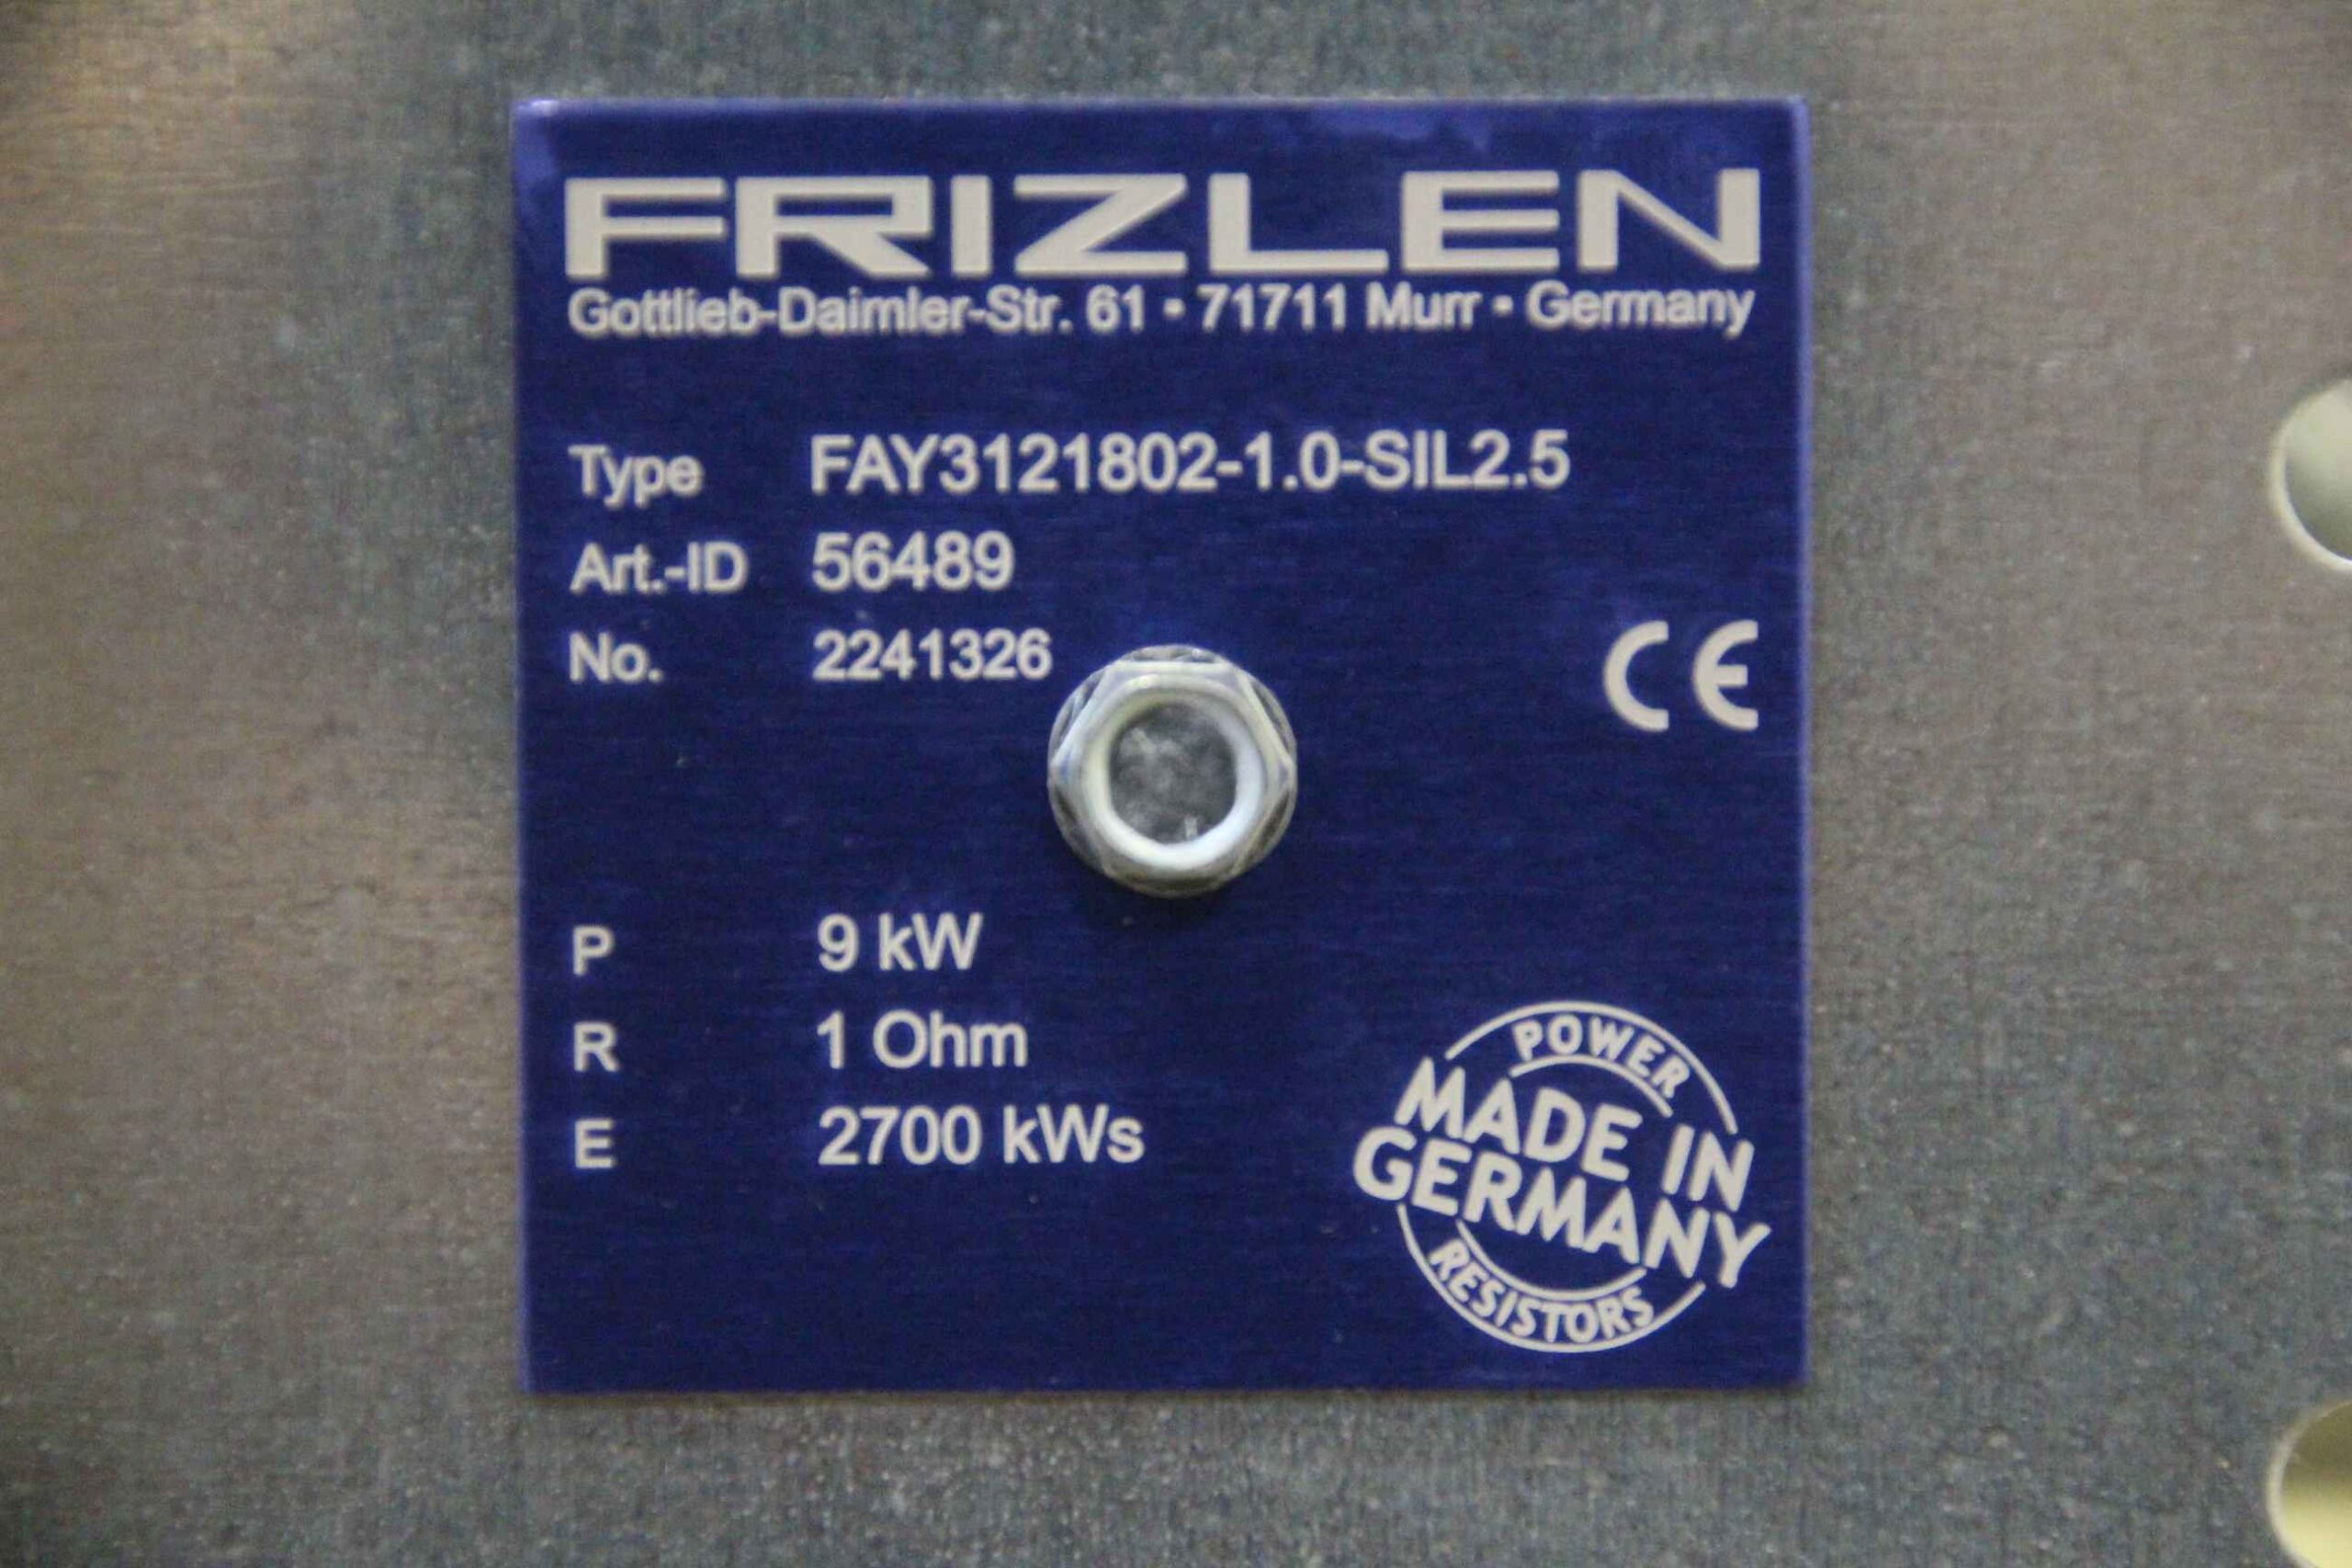 FRIZLEN
Gottlieb-Daimler-Str. 61 • 71711 Murr • Germany
Type FAY3121802-1.0-SIL2.5
Art.-ID 56489
No. 2241326
CE
P 9 kW
R 1 Ohm
E 2700 kWs
POWER
MADE IN
GERMANY
RESISTORS